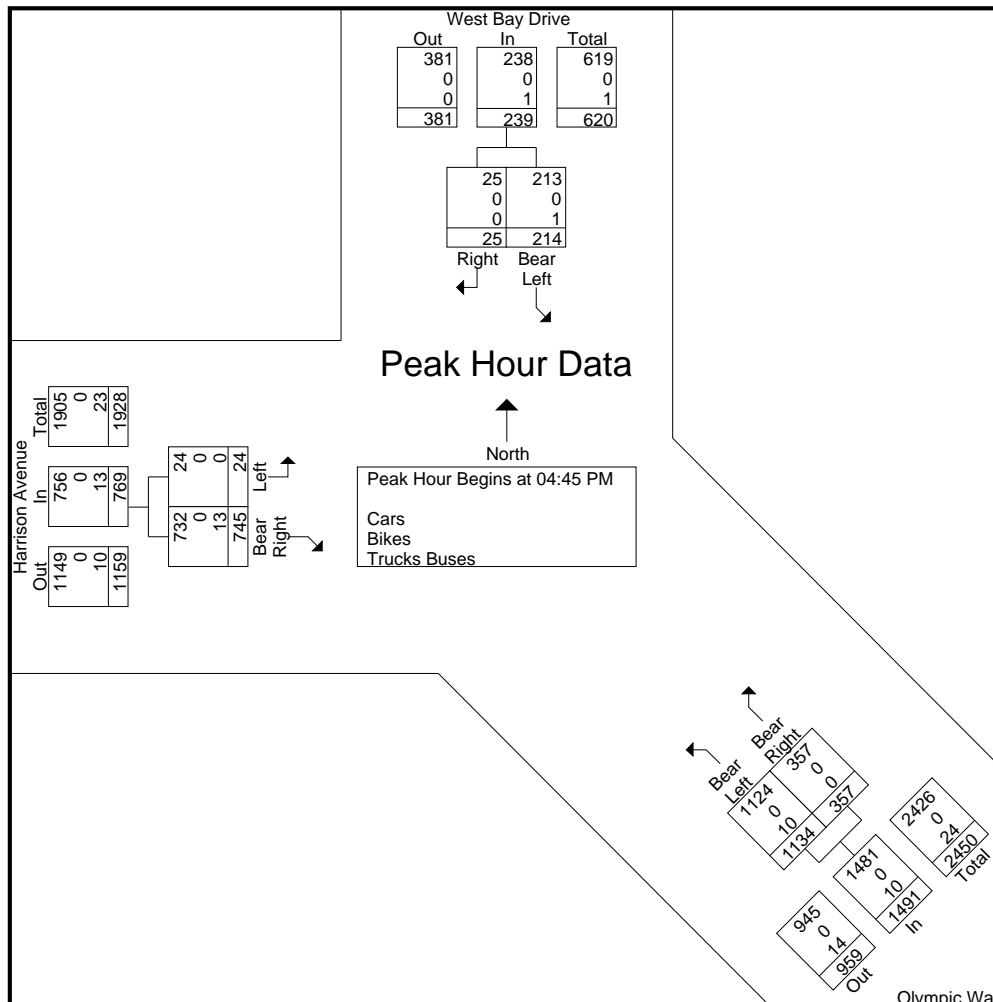 West Bay Drive
Out In Total
381 238 619
0 0 0
0 1 1
381 239 620
25 213
0 0
0 1
25 214
Right Bear
Left
Peak Hour Data
North
Peak Hour Begins at 04:45 PM
Cars
Bikes
Trucks Buses
Harrison Avenue
Out In Total
1149 756 1905
0 0 0
10 13 23
1159 769 1928
732 24
0 0
13 0
745 24
Bear Left
Right
Bear Bear
Left Right
1124 357
0 0
10 0
1134 357
945 1481 2426
0 0 0
14 10 24
959 1491 2450
Out In Total
Olympic Wa